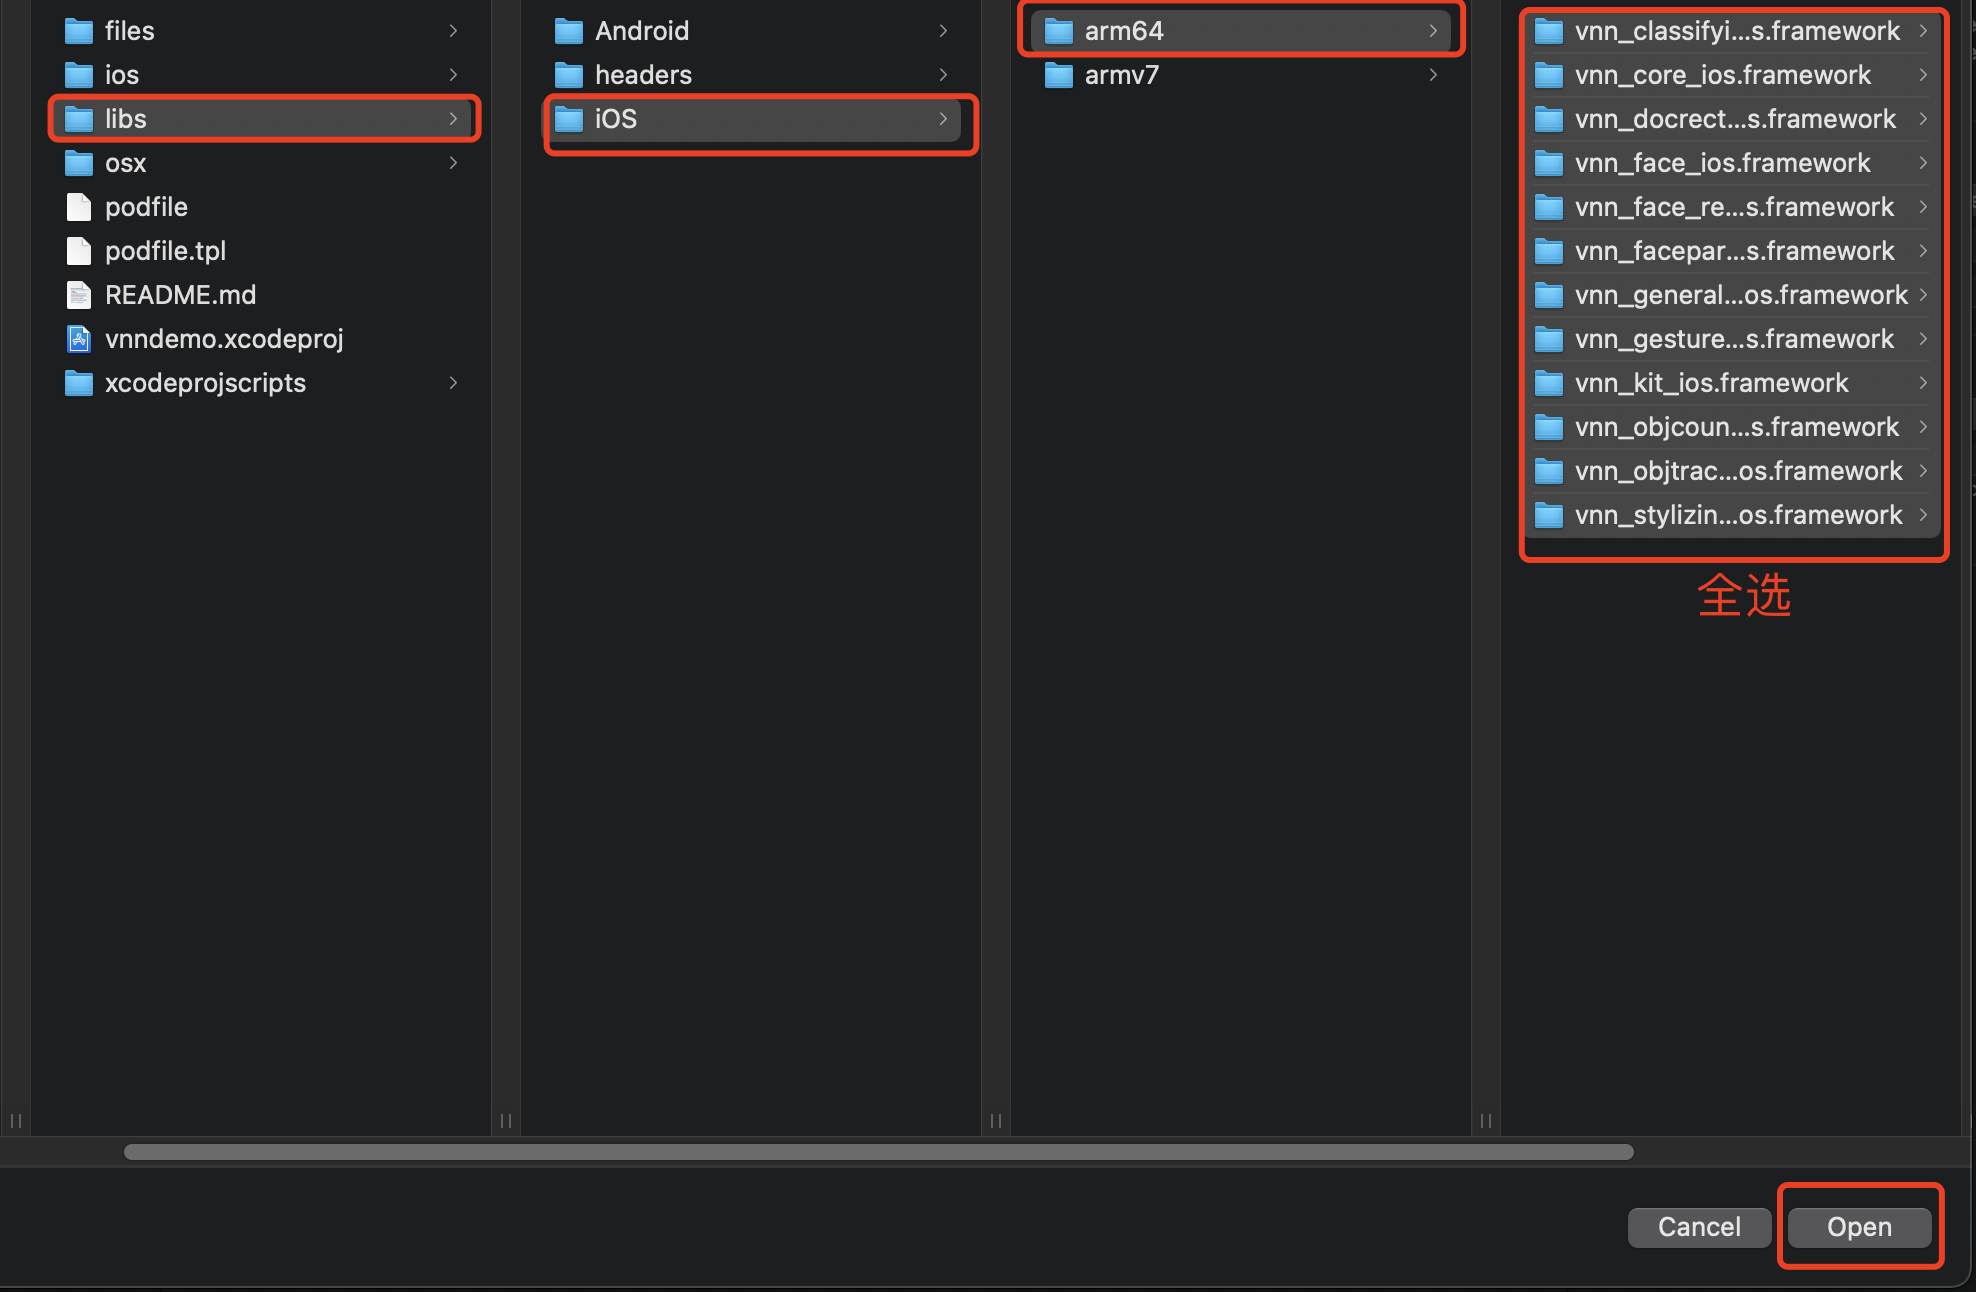 files
ios
libs
osx
podfile
podfile.tpl
README.md
vnndemo.xcodeproj
xcodeprojscripts
Android
headers
iOS
arm64
armv7
vnn_classifyi...s.framework
vnn_core_ios.framework
vnn_docrect...s.framework
vnn_face_ios.framework
vnn_face_re...s.framework
vnn_facepar...s.framework
vnn_general...os.framework
vnn_gesture...s.framework
vnn_kit_ios.framework
vnn_objcoun...s.framework
vnn_objtrac...os.framework
vnn_stylizin...os.framework
全选
Cancel
Open